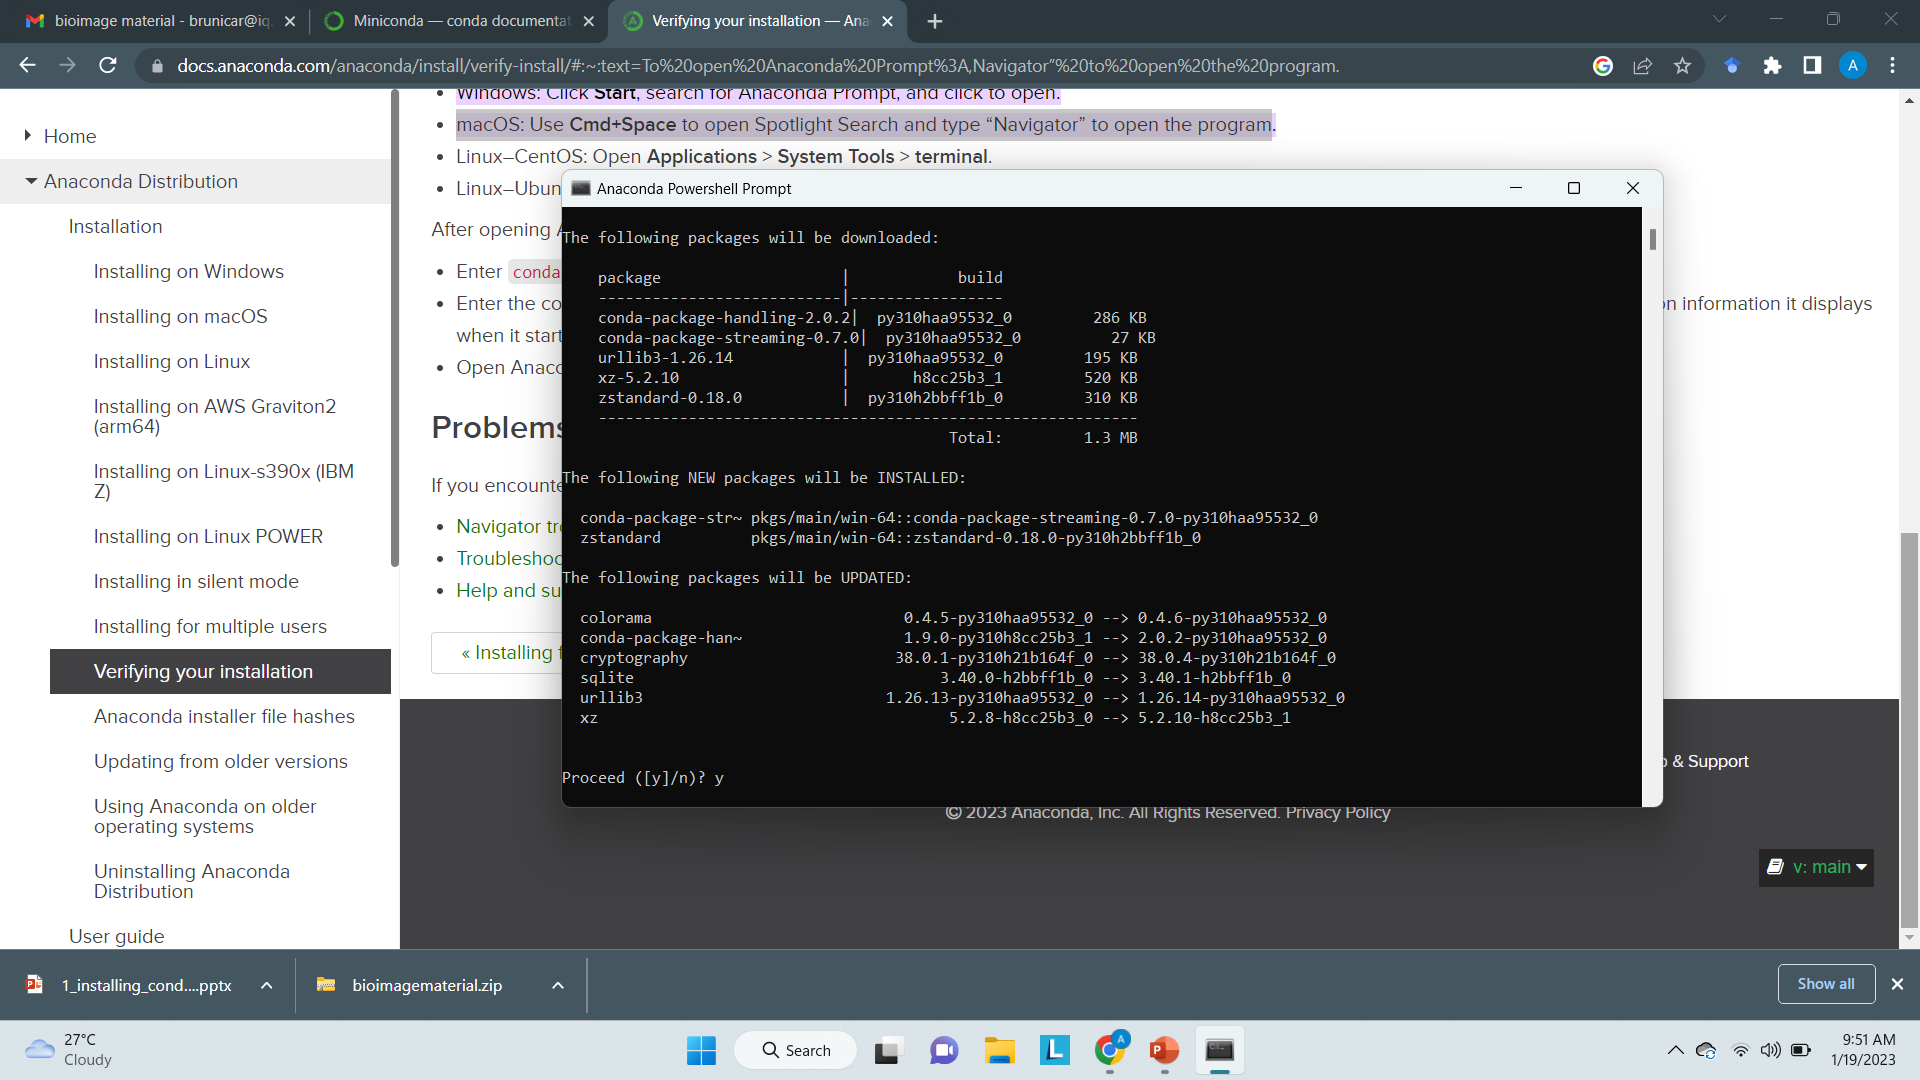 bioimage material - brunicar@iq
Miniconda — conda documentat
Verifying your installation — Ana
docs.anaconda.com/anaconda/install/verify-install/#:~:text=To%20open%20Anaconda%20Prompt%3A,Navigator”%20to%20open%20the%20program.
A
Home
Anaconda Distribution
Installation
Installing on Windows
Installing on macOS
Installing on Linux
Installing on AWS Graviton2
(arm64)
Installing on Linux-s390x (IBM
Z)
Installing on Linux POWER
Installing in silent mode
Installing for multiple users
Verifying your installation
Anaconda installer file hashes
Updating from older versions
Using Anaconda on older
operating systems
Uninstalling Anaconda
Distribution
User guide
Windows: Click Start, search for Anaconda Prompt, and click to open.
macOS: Use Cmd+Space to open Spotlight Search and type “Navigator” to open the program.
Linux–CentOS: Open Applications > System Tools > terminal.
Linux–Ubun
After opening A
Enter conda
Enter the co
on information it displays
when it start
Open Anaco
Problems
If you encounte
Navigator tro
Troubleshoo
Help and su
« Installing f
Anaconda Powershell Prompt
The following packages will be downloaded:
package | build
---------------------------|-----------------
conda-package-handling-2.0.2| py310haa95532_0 286 KB
conda-package-streaming-0.7.0| py310haa95532_0 27 KB
urllib3-1.26.14 | py310haa95532_0 195 KB
xz-5.2.10 | h8cc25b3_1 520 KB
zstandard-0.18.0 | py310h2bbff1b_0 310 KB
------------------------------------------------------------
Total: 1.3 MB
The following NEW packages will be INSTALLED:
conda-package-str~ pkgs/main/win-64::conda-package-streaming-0.7.0-py310haa95532_0
zstandard pkgs/main/win-64::zstandard-0.18.0-py310h2bbff1b_0
The following packages will be UPDATED:
colorama 0.4.5-py310haa95532_0 --> 0.4.6-py310haa95532_0
conda-package-han~ 1.9.0-py310h8cc25b3_1 --> 2.0.2-py310haa95532_0
cryptography 38.0.1-py310h21b164f_0 --> 38.0.4-py310h21b164f_0
sqlite 3.40.0-h2bbff1b_0 --> 3.40.1-h2bbff1b_0
urllib3 1.26.13-py310haa95532_0 --> 1.26.14-py310haa95532_0
xz 5.2.8-h8cc25b3_0 --> 5.2.10-h8cc25b3_1
Proceed ([y]/n)? y
& Support
© 2023 Anaconda, Inc. All Rights Reserved. Privacy Policy
v: main
1_installing_cond....pptx
bioimagematerial.zip
Show all
27°C
Cloudy
Search
L
A
9:51 AM
1/19/2023